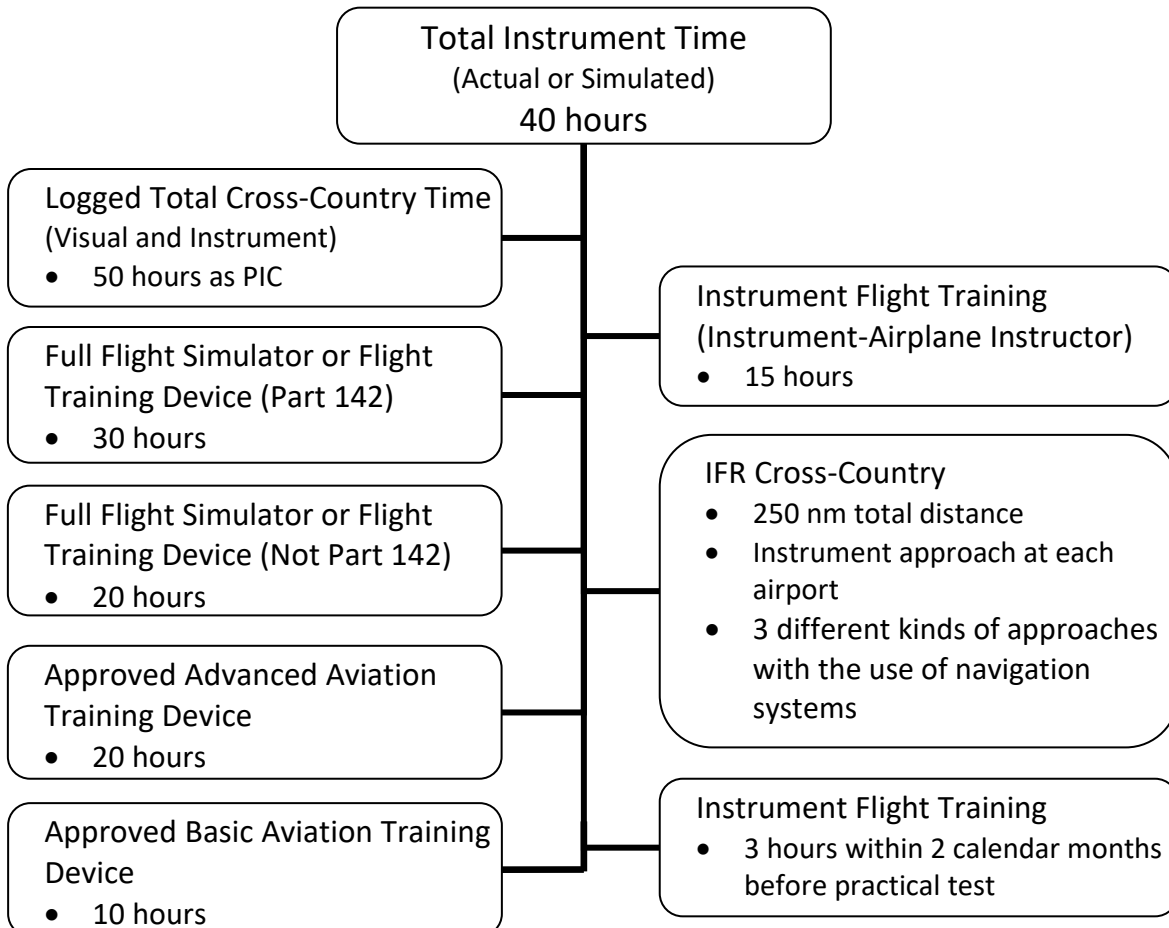 Total Instrument Time
(Actual or Simulated)
40 hours
Logged Total Cross-Country Time
(Visual and Instrument)
• 50 hours as PIC
Full Flight Simulator or Flight
Training Device (Part 142)
• 30 hours
Full Flight Simulator or Flight
Training Device (Not Part 142)
• 20 hours
Approved Advanced Aviation
Training Device
• 20 hours
Approved Basic Aviation Training
Device
• 10 hours
Instrument Flight Training
(Instrument-Airplane Instructor)
• 15 hours
IFR Cross-Country
• 250 nm total distance
• Instrument approach at each
airport
• 3 different kinds of approaches
with the use of navigation
systems
Instrument Flight Training
• 3 hours within 2 calendar months
before practical test